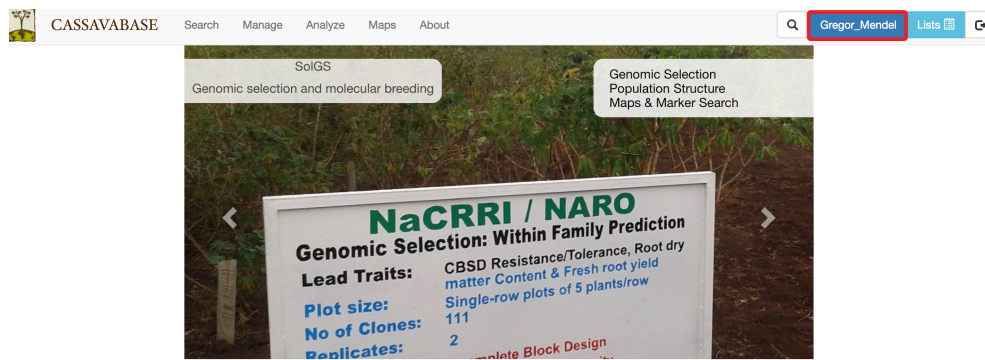 CASSAVABASE
Search Manage Analyze Maps About
Gregor_Mendel Lists
SolGS
Genomic selection and molecular breeding
Genomic Selection
Population Structure
Maps & Marker Search
NaCRRI / NARO
Genomic Selection: Within Family Prediction
Lead Traits: CBSD Resistance/Tolerance, Root dry
matter Content & Fresh root yield
Plot size: Single-row plots of 5 plants/row
No of Clones: 111
Replicates: 2
Block Design